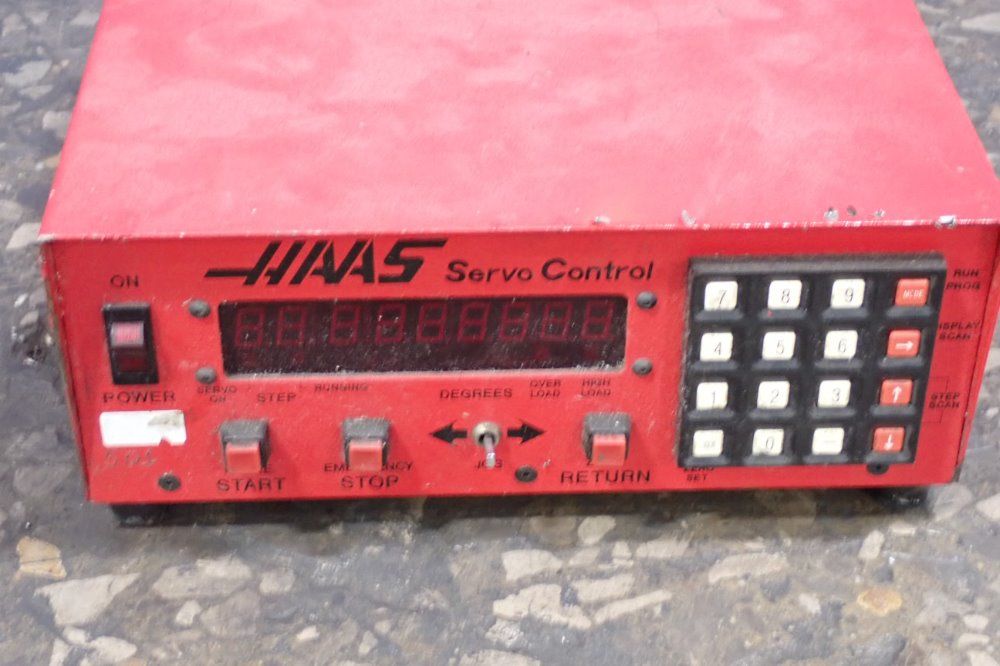 HAAS Servo Control
ON
POWER
SERVO ON
STEP
RUNNING
DEGREES
OVER LOAD
HIGH LOAD
START
EMERGENCY STOP
JOG
RETURN
ZERO SET
7 8 9 MODE
4 5 6 →
1 2 3 ↑
0 - ↓
RUN PROG
DISPLAY SCAN
STEP SCAN